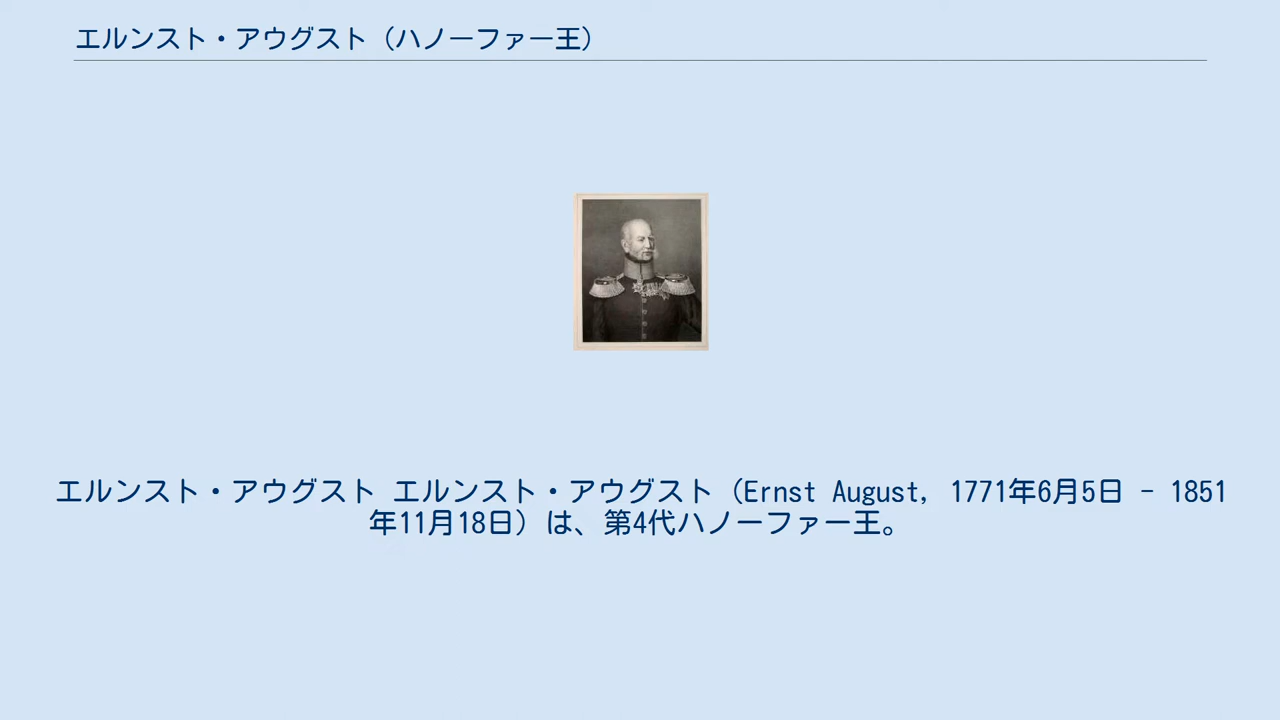 エルンスト・アウグスト（ハノーファー王）
エルンスト・アウグスト エルンスト・アウグスト（Ernst August, 1771年6月5日 - 1851
年11月18日）は、第4代ハノーファー王。